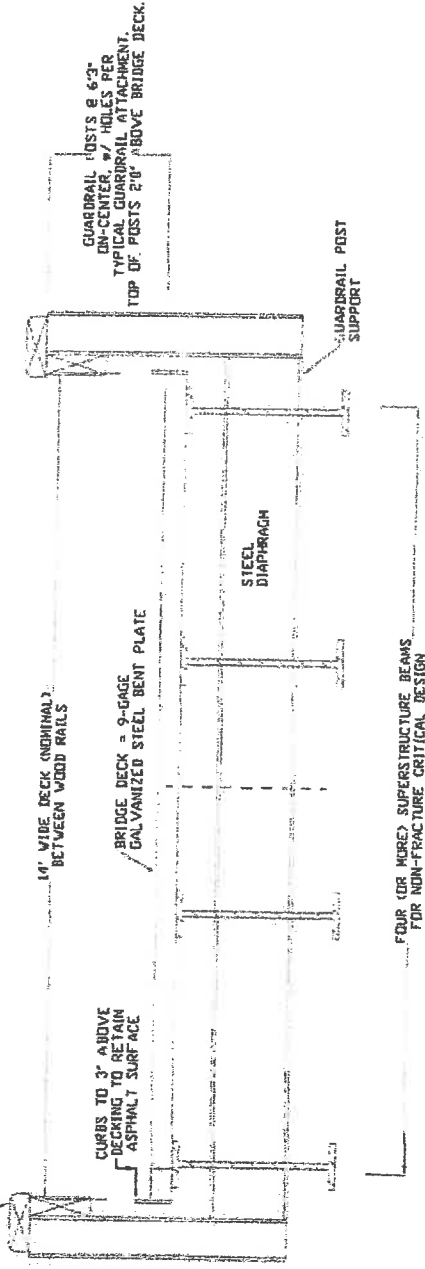 14' WIDE DECK (NOMINAL)
BETWEEN WOOD RAILS
GUARDRAIL POSTS @ 6'3"
ON-CENTER, W/ HOLES PER
TYPICAL GUARDRAIL ATTACHMENT.
TOP OF POSTS 2'8" ABOVE BRIDGE DECK.
CURBS TO 3" ABOVE
DECKING TO RETAIN
ASPHALT SURFACE
BRIDGE DECK = 9-GAGE
GALVANIZED STEEL BENT PLATE
STEEL
DIAPHRAGM
GUARDRAIL POST
SUPPORT
FOUR (OR MORE) SUPERSTRUCTURE BEAMS
FOR NON-FRACTURE CRITICAL DESIGN